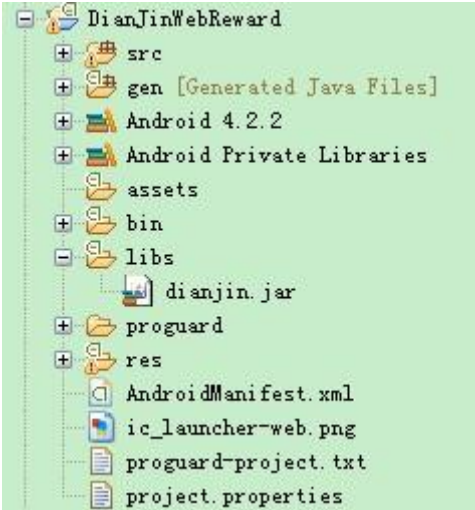 DianJinWebReward
src
gen [Generated Java Files]
Android 4.2.2
Android Private Libraries
assets
bin
libs
dianjin.jar
proguard
res
AndroidManifest.xml
ic_launcher-web.png
proguard-project.txt
project.properties